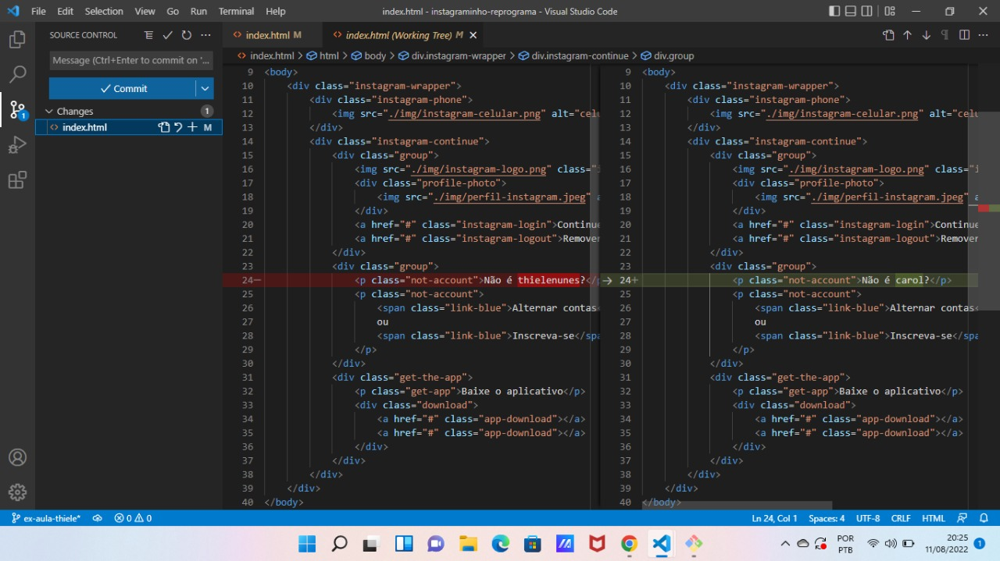 File Edit Selection View Go Run Terminal Help index.html - instagraminho-reprograma - Visual Studio Code
SOURCE CONTROL
Message (Ctrl+Enter to commit on '...
Commit
Changes 1
index.html M
1
index.html M
index.html (Working Tree) M
index.html > html > body > div.instagram-wrapper > div.instagram-continue > div.group
9 <body>
10 <div class="instagram-wrapper">
11 <div class="instagram-phone">
12 <img src="./img/instagram-celular.png" alt="celu
13 </div>
14 <div class="instagram-continue">
15 <div class="group">
16 <img src="./img/instagram-logo.png" class="i
17 <div class="profile-photo">
18 <img src="./img/perfil-instagram.jpeg" a
19 </div>
20 <a href="#" class="instagram-login">Continue
21 <a href="#" class="instagram-logout">Remover
22 </div>
23 <div class="group">
24− <p class="not-account">Não é thielenunes?</p
25 <p class="not-account">
26 <span class="link-blue">Alternar contas<
27 ou
28 <span class="link-blue">Inscreva-se</spa
29 </p>
30 </div>
31 <div class="get-the-app">
32 <p class="get-app">Baixe o aplicativo</p>
33 <div class="download">
34 <a href="#" class="app-download"></a>
35 <a href="#" class="app-download"></a>
36 </div>
37 </div>
38 </div>
39 </div>
40 </body>
9 <body>
10 <div class="instagram-wrapper">
11 <div class="instagram-phone">
12 <img src="./img/instagram-celular.png" alt="celu
13 </div>
14 <div class="instagram-continue">
15 <div class="group">
16 <img src="./img/instagram-logo.png" class="i
17 <div class="profile-photo">
18 <img src="./img/perfil-instagram.jpeg" a
19 </div>
20 <a href="#" class="instagram-login">Continue
21 <a href="#" class="instagram-logout">Remover
22 </div>
23 <div class="group">
24+ <p class="not-account">Não é carol?</p>
25 <p class="not-account">
26 <span class="link-blue">Alternar contas<
27 ou
28 <span class="link-blue">Inscreva-se</spa
29 </p>
30 </div>
31 <div class="get-the-app">
32 <p class="get-app">Baixe o aplicativo</p>
33 <div class="download">
34 <a href="#" class="app-download"></a>
35 <a href="#" class="app-download"></a>
36 </div>
37 </div>
38 </div>
39 </div>
40 </body>
ex-aula-thiele* 0 0 Ln 24, Col 1 Spaces: 4 UTF-8 CRLF HTML
POR
PTB
20:25
11/08/2022
1